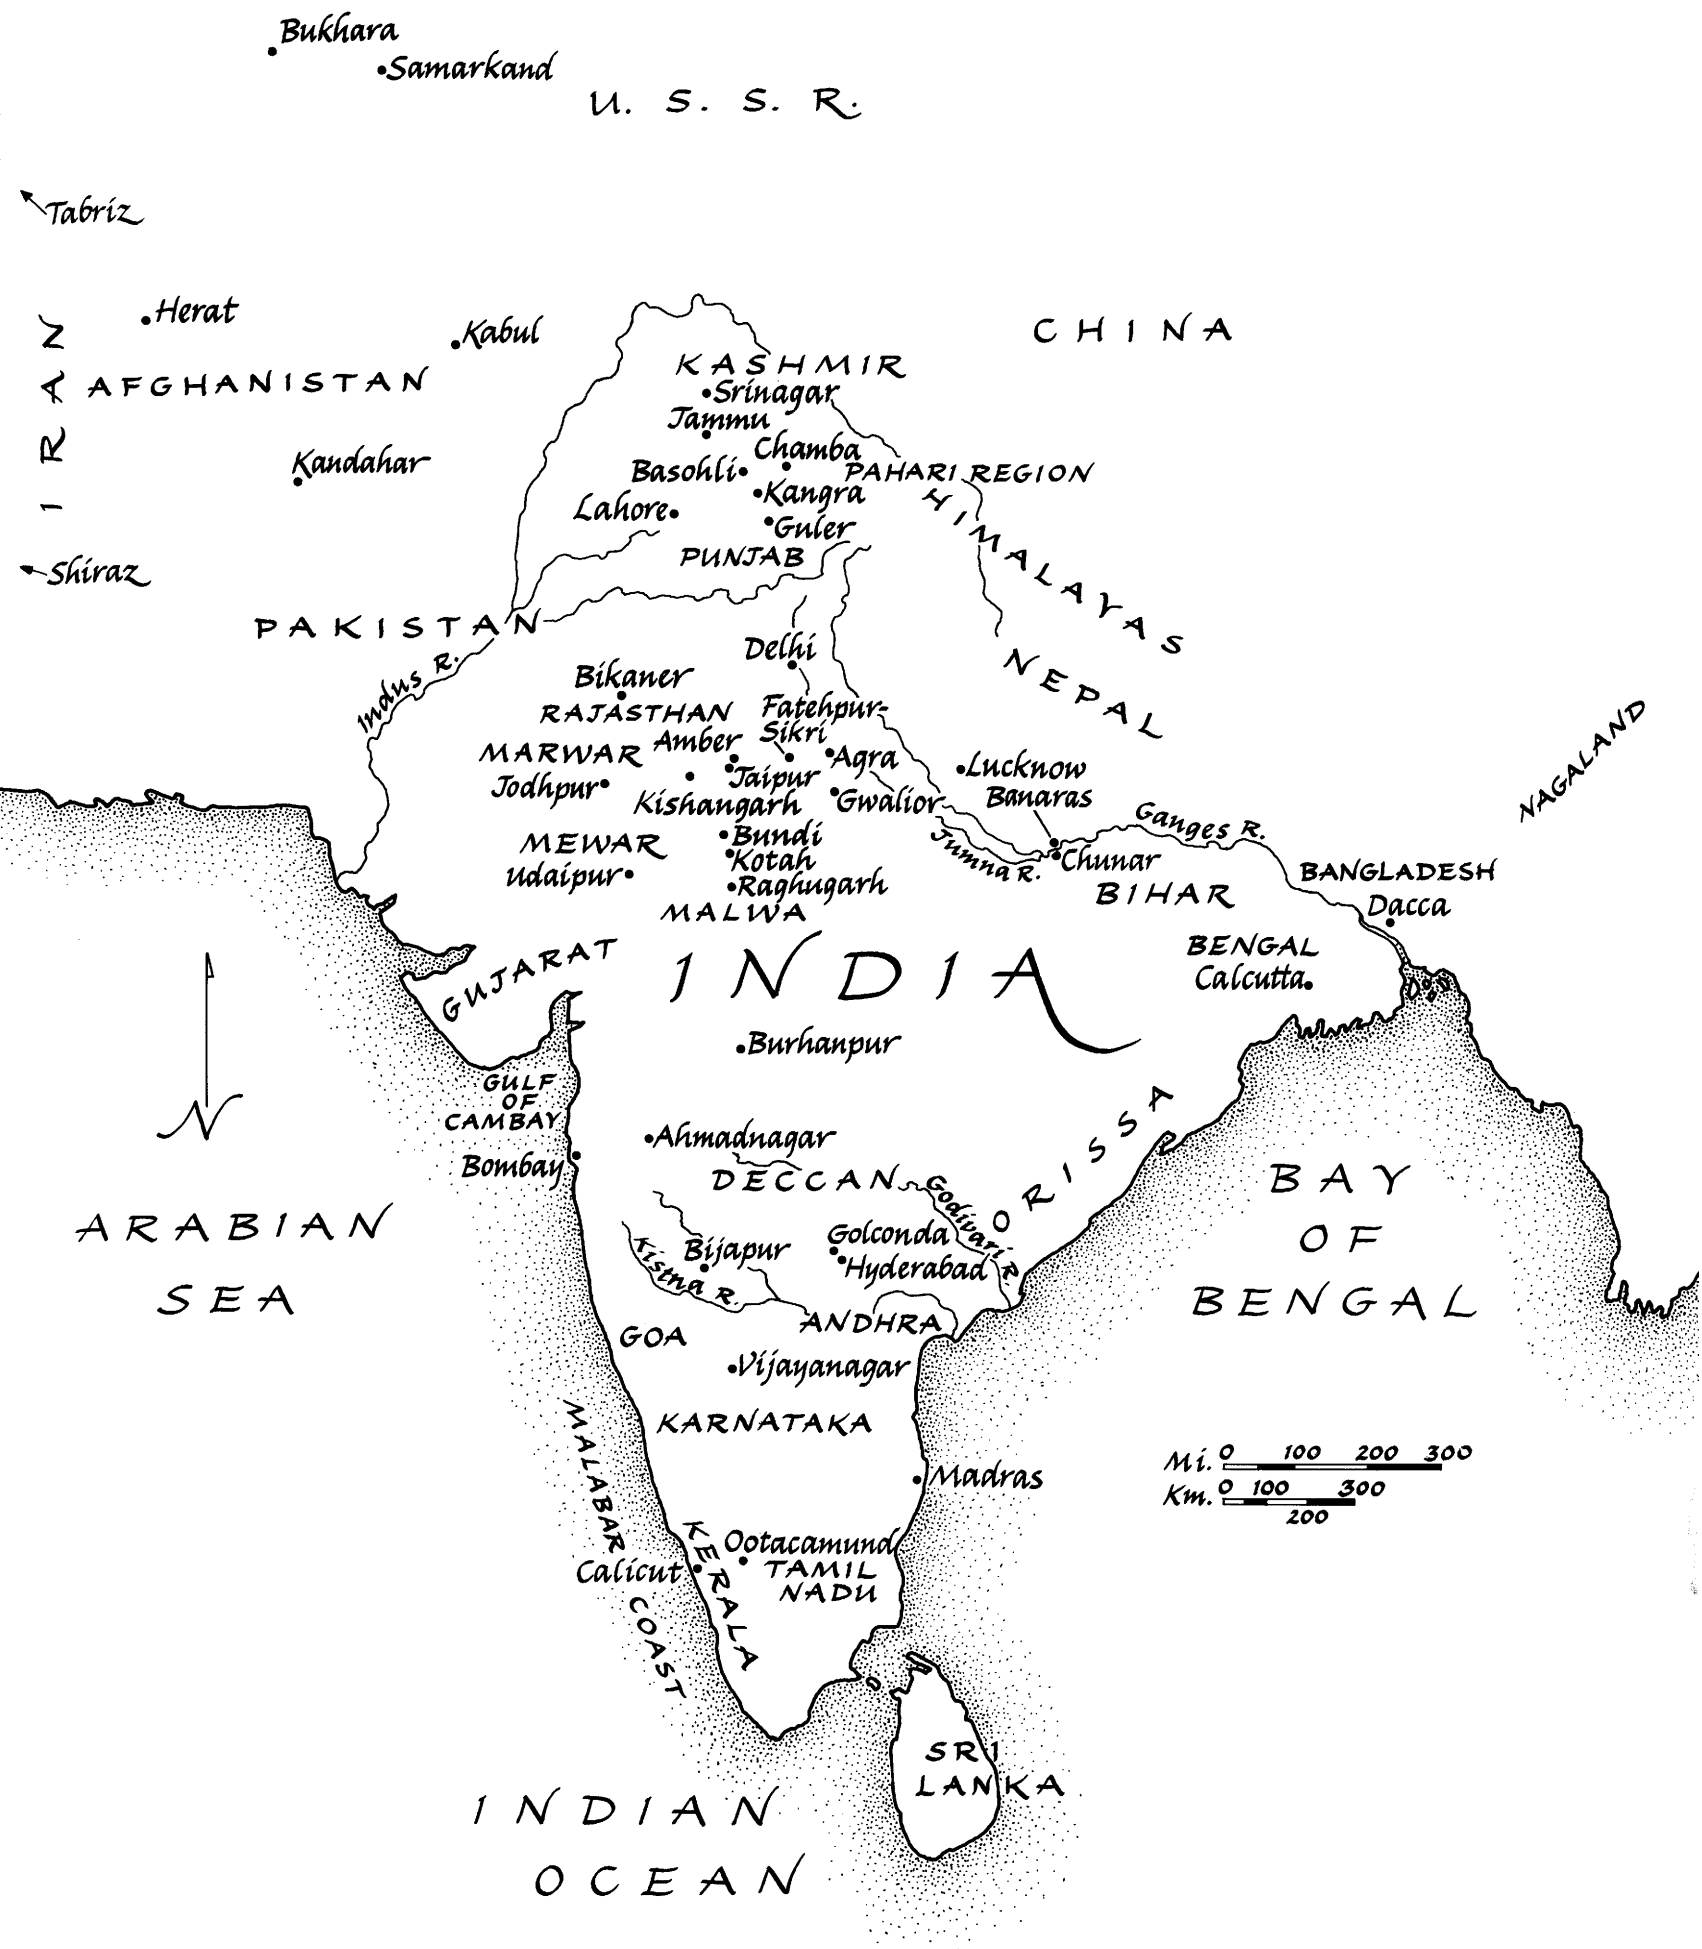 Bukhara
Samarkand
U. S. S. R.
Tabriz
Herat
Kabul
CHINA
IRAN
AFGHANISTAN
KASHMIR
Srinagar
Jammu
Chamba
Kandahar
Basohli
PAHARI REGION
Kangra
HIMALAYAS
Lahore
Guler
PUNJAB
Shiraz
PAKISTAN
Delhi
NEPAL
Indus R.
Bikaner
RAJASTHAN
Fatehpur-
Sikri
NAGALAND
MARWAR
Amber
Agra
Lucknow
Jodhpur
Jaipur
Kishangarh
Gwalior
Banaras
Ganges R.
MEWAR
Bundi
Jumna R.
Kotah
Chunar
Udaipur
Raghugarh
BIHAR
BANGLADESH
MALWA
Dacca
GUJARAT
INDIA
BENGAL
Calcutta
Burhanpur
GULF
OF
CAMBAY
N
Ahmadnagar
ORISSA
Bombay
DECCAN
Godivari R.
BAY
OF
BENGAL
ARABIAN
SEA
Golconda
Kistna R.
Bijapur
Hyderabad
GOA
ANDHRA
Vijayanagar
KARNATAKA
MALABAR COAST
Madras
Mi. 0 100 200 300
Km. 0 100 300
200
KERALA
Ootacamund
Calicut
TAMIL
NADU
SRI
LANKA
INDIAN
OCEAN